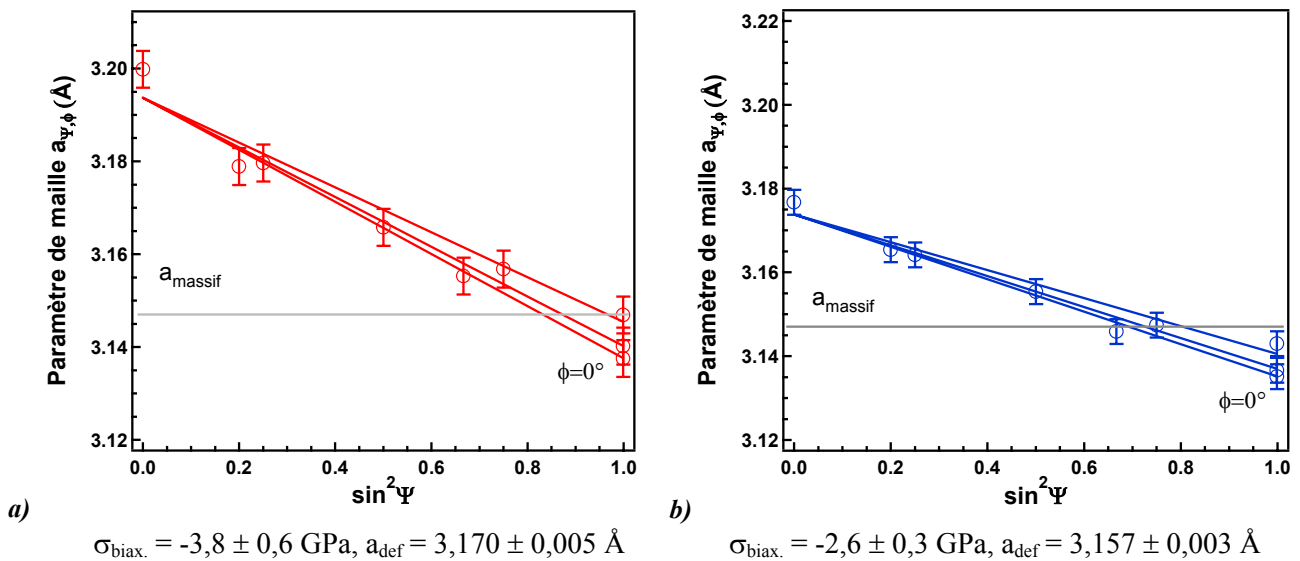 3.20
3.18
3.16
3.14
3.12
Paramètre de maille aΨ,ϕ (Å)
a massif
ϕ=0°
0.0 0.2 0.4 0.6 0.8 1.0
sin²Ψ
a)
σbiax. = -3,8 ± 0,6 GPa, adef = 3,170 ± 0,005 Å
3.22
3.20
3.18
3.16
3.14
3.12
Paramètre de maille aΨ,ϕ (Å)
a massif
ϕ=0°
0.0 0.2 0.4 0.6 0.8 1.0
sin²Ψ
b)
σbiax. = -2,6 ± 0,3 GPa, adef = 3,157 ± 0,003 Å